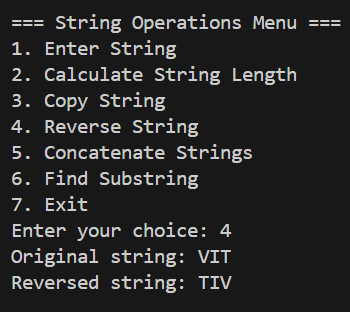 === String Operations Menu ===
1. Enter String
2. Calculate String Length
3. Copy String
4. Reverse String
5. Concatenate Strings
6. Find Substring
7. Exit
Enter your choice: 4
Original string: VIT
Reversed string: TIV